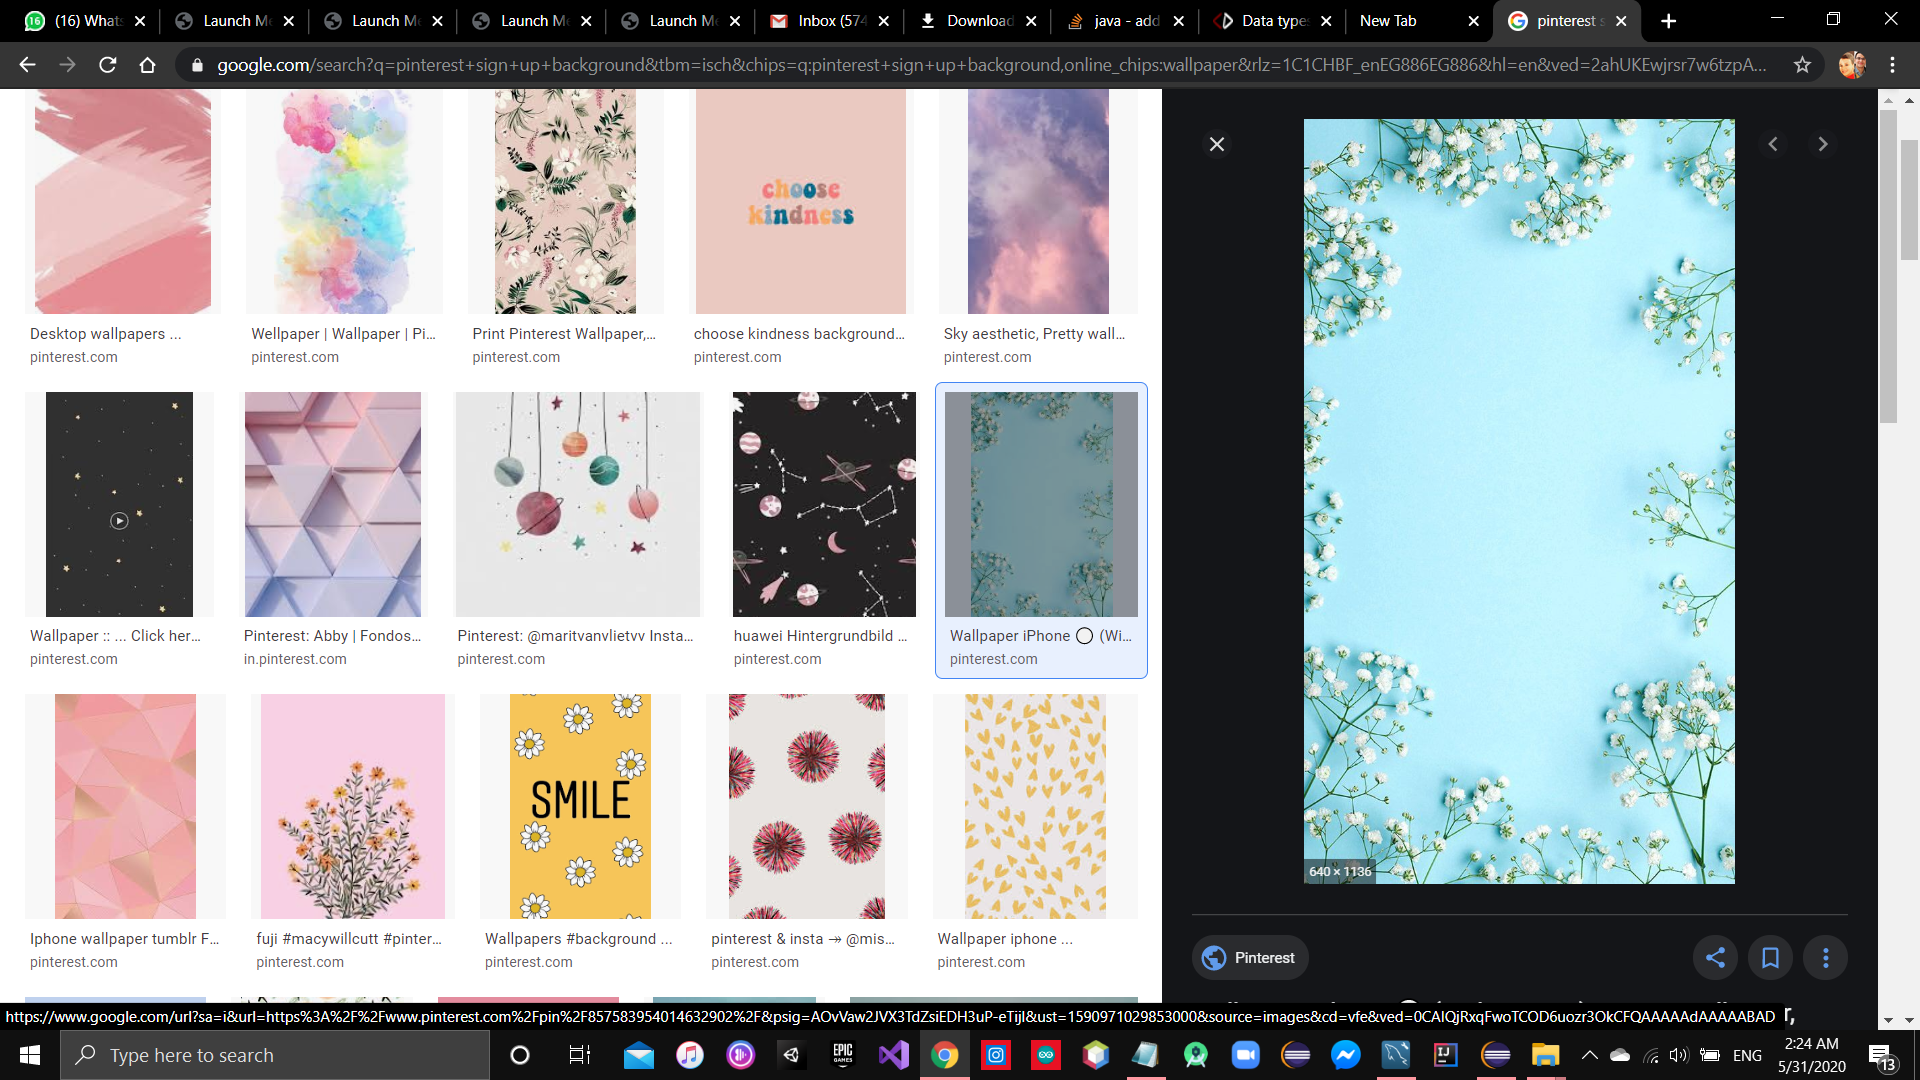 (16) Whats
Launch Me
Launch Me
Launch Me
Launch Me
Inbox (574
Download
java - add
Data types
New Tab
pinterest s
google.com/search?q=pinterest+sign+up+background&tbm=isch&chips=q:pinterest+sign+up+background,online_chips:wallpaper&rlz=1C1CHBF_enEG886EG886&hl=en&ved=2ahUKEwjrsr7w6tzpA...
choose
kindness
Desktop wallpapers ...
pinterest.com
Wellpaper | Wallpaper | Pi...
pinterest.com
Print Pinterest Wallpaper,...
pinterest.com
choose kindness background...
pinterest.com
Sky aesthetic, Pretty wall...
pinterest.com
Wallpaper :: ... Click her...
pinterest.com
Pinterest: Abby | Fondos...
in.pinterest.com
Pinterest: @maritvanvlietvv Insta...
pinterest.com
huawei Hintergrundbild ...
pinterest.com
Wallpaper iPhone ◯ (Wi...
pinterest.com
SMILE
Iphone wallpaper tumblr F...
pinterest.com
fuji #macywillcutt #pinter...
pinterest.com
Wallpapers #background ...
pinterest.com
pinterest & insta ↠ @mis...
pinterest.com
Wallpaper iphone ...
pinterest.com
640 × 1136
Pinterest
https://www.google.com/url?sa=i&url=https%3A%2F%2Fwww.pinterest.com%2Fpin%2F857583954014632902%2F&psig=AOvVaw2JVX3TdZsiEDH3uP-eTijI&ust=1590971029853000&source=images&cd=vfe&ved=0CAIQjRxqFwoTCOD6uozr3OkCFQAAAAAdAAAAABAD
Type here to search
EPIC
GAMES
ENG
2:24 AM
5/31/2020
13